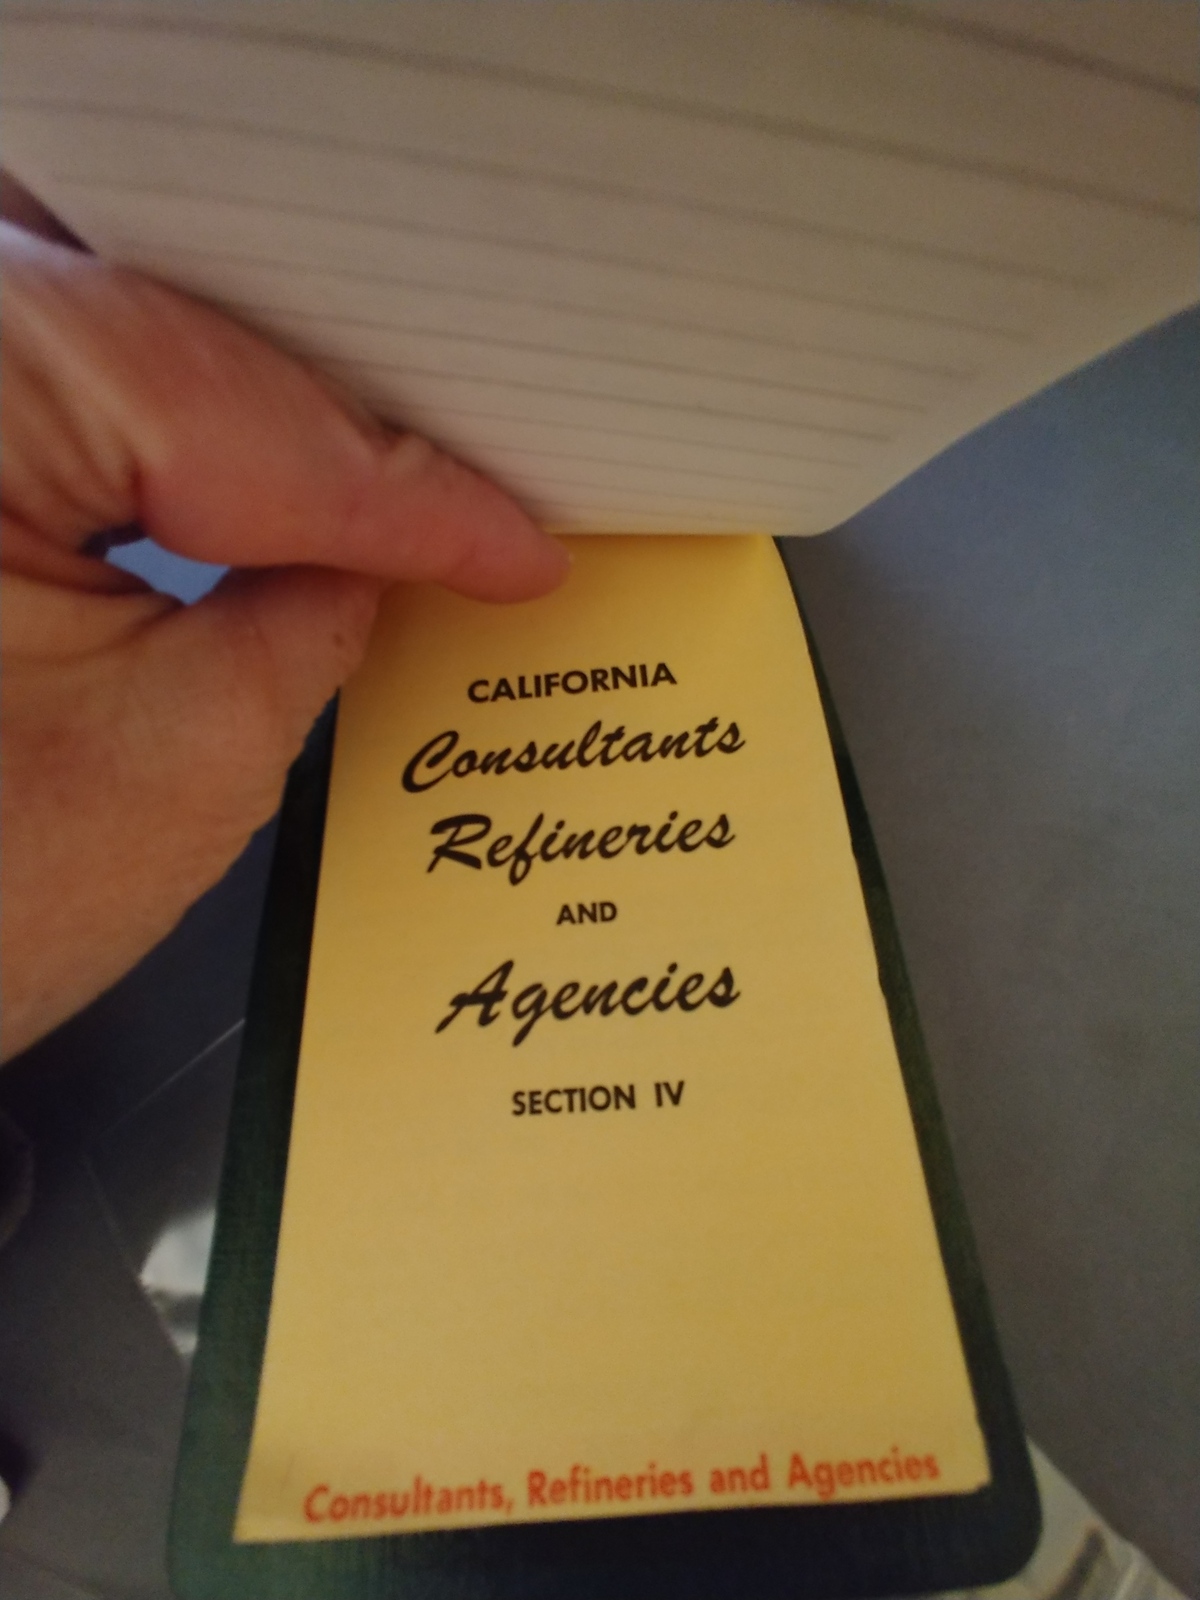 CALIFORNIA
Consultants
Refineries
AND
Agencies
SECTION IV
Consultants, Refineries and Agencies